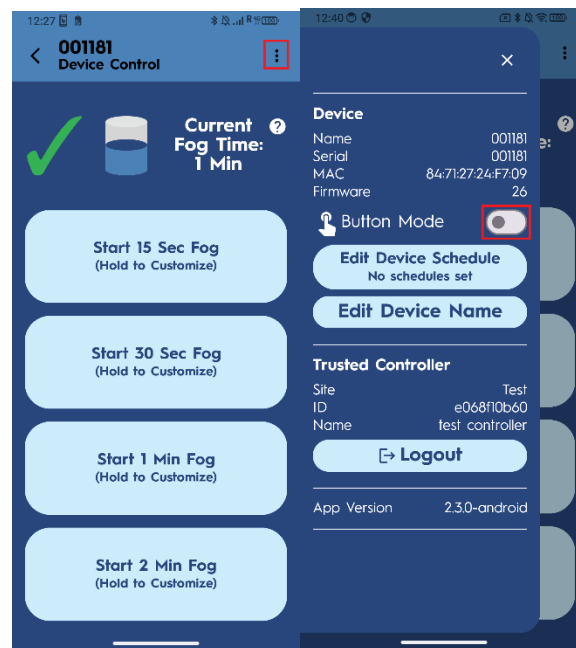 12:27
001181
Device Control
Current
Fog Time:
1 Min
Start 15 Sec Fog
(Hold to Customize)
Start 30 Sec Fog
(Hold to Customize)
Start 1 Min Fog
(Hold to Customize)
Start 2 Min Fog
(Hold to Customize)
12:40
Device
Name 001181
Serial 001181
MAC 84:71:27:24:F7:09
Firmware 26
Button Mode
Edit Device Schedule
No schedules set
Edit Device Name
Trusted Controller
Site Test
ID e068f10b60
Name test controller
Logout
App Version 2.3.0-android